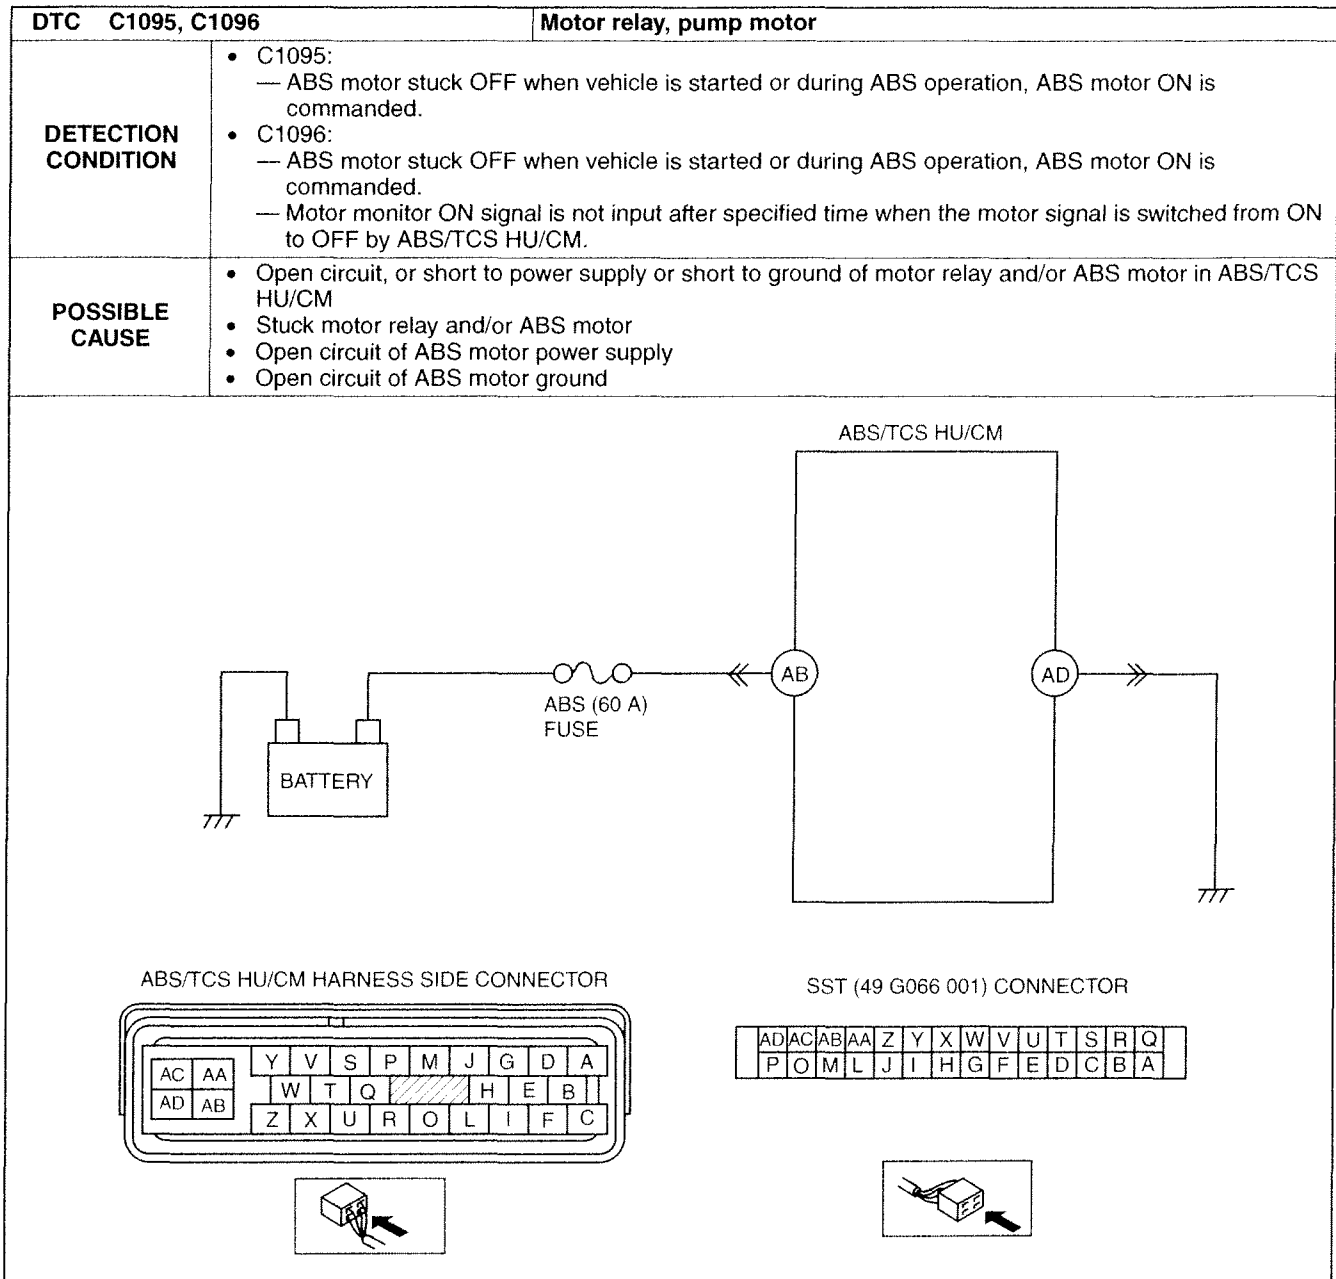 DTC C1095, C1096 Motor relay, pump motor
DETECTION CONDITION
• C1095:
— ABS motor stuck OFF when vehicle is started or during ABS operation, ABS motor ON is
commanded.
• C1096:
— ABS motor stuck OFF when vehicle is started or during ABS operation, ABS motor ON is
commanded.
— Motor monitor ON signal is not input after specified time when the motor signal is switched from ON
to OFF by ABS/TCS HU/CM.
POSSIBLE CAUSE
• Open circuit, or short to power supply or short to ground of motor relay and/or ABS motor in ABS/TCS
HU/CM
• Stuck motor relay and/or ABS motor
• Open circuit of ABS motor power supply
• Open circuit of ABS motor ground
ABS/TCS HU/CM
AB
AD
ABS (60 A)
FUSE
BATTERY
ABS/TCS HU/CM HARNESS SIDE CONNECTOR
AC AA
AD AB
Y V S P M J G D A
W T Q H E B
Z X U R O L I F C
SST (49 G066 001) CONNECTOR
AD AC AB AA Z Y X W V U T S R Q
P O M L J I H G F E D C B A